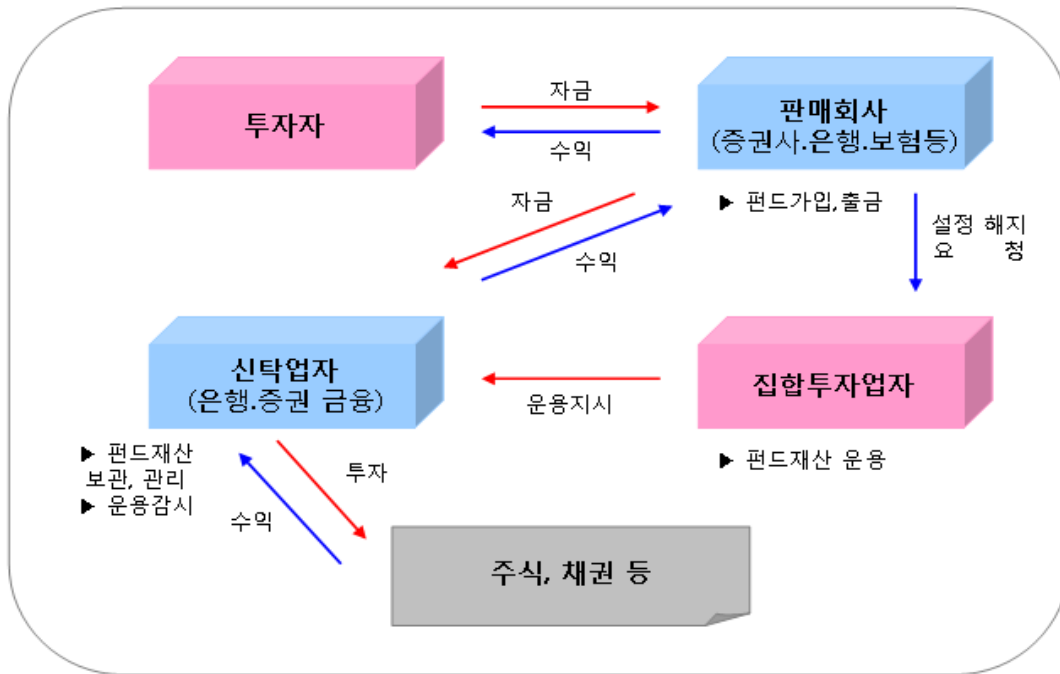 투자자
자금
수익
판매회사
(증권사.은행.보험등)
▶ 펀드가입,출금
자금
수익
설정 해지
요 청
신탁업자
(은행.증권 금융)
운용지시
집합투자업자
▶ 펀드재산
보관, 관리
▶ 운용감시
▶ 펀드재산 운용
투자
수익
주식, 채권 등